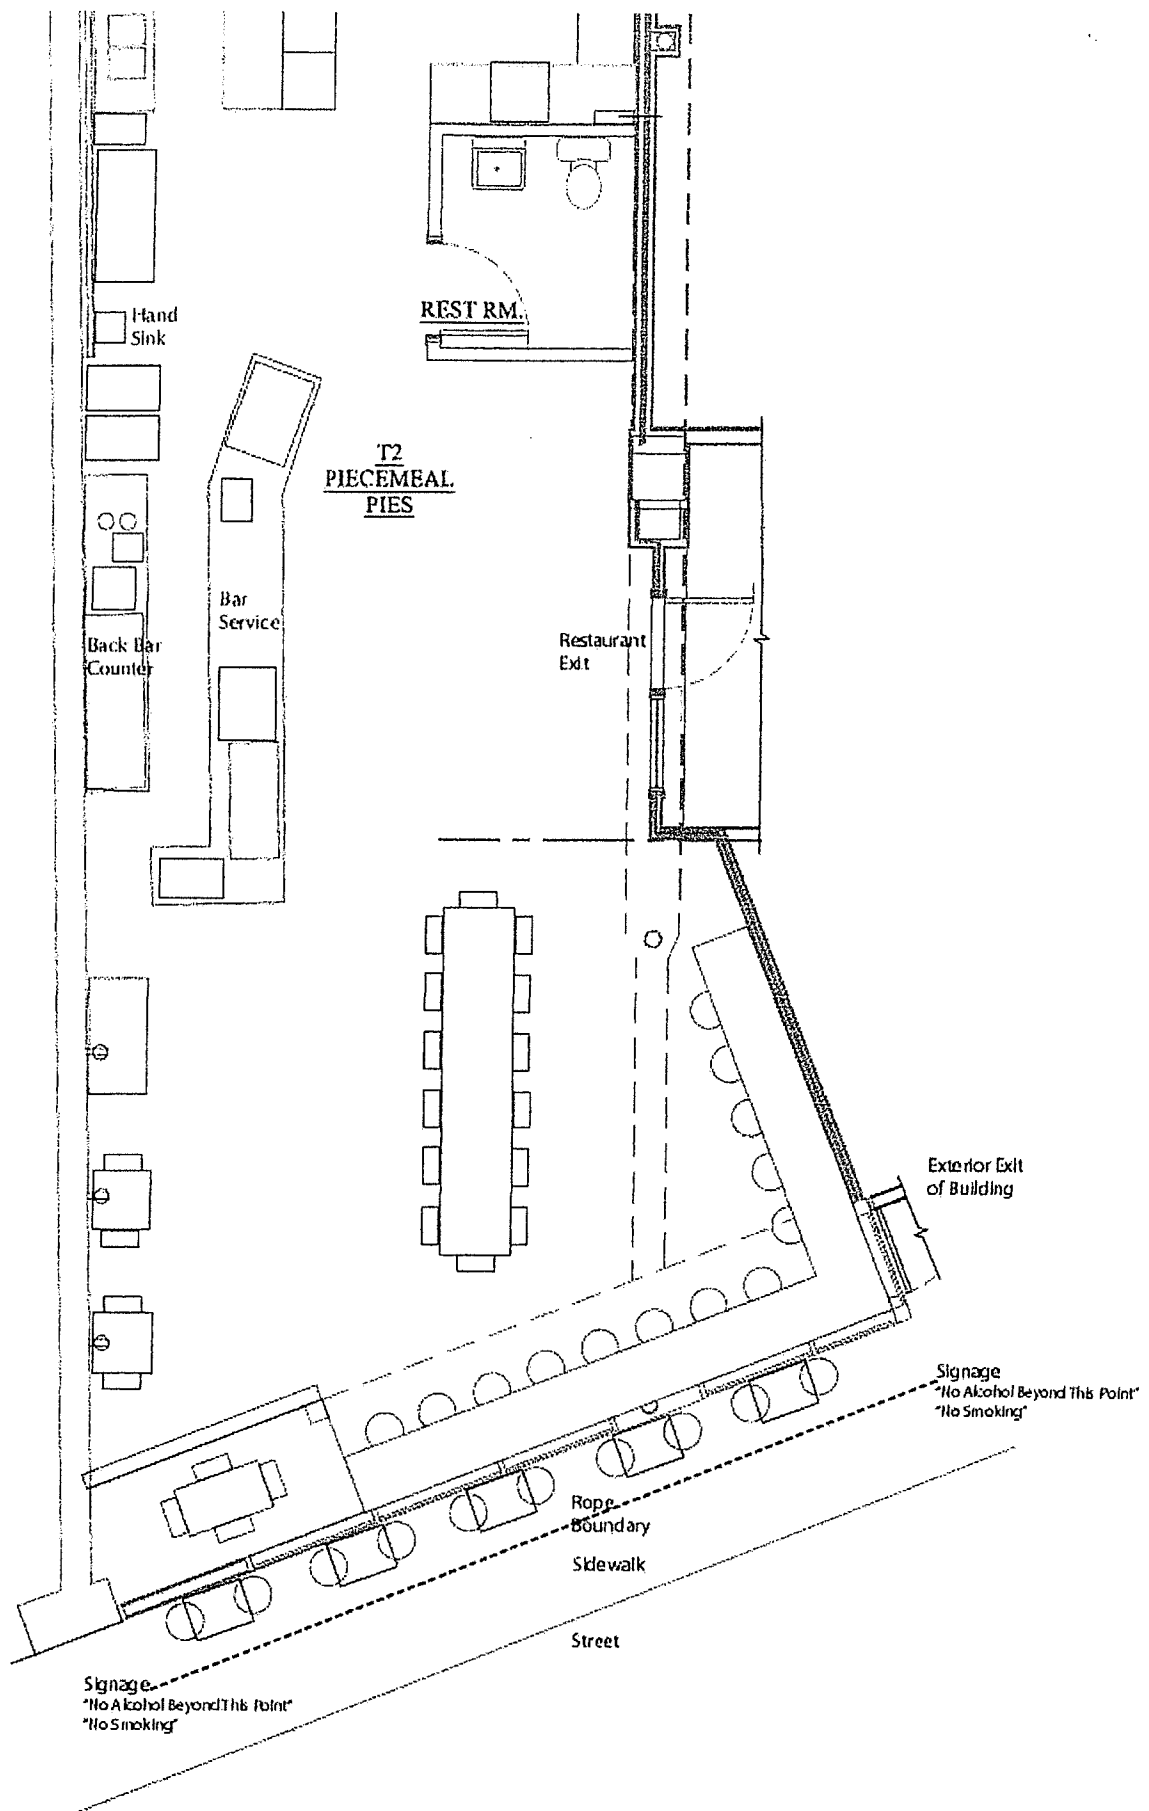 Hand
Sink
REST RM.
T2
PIECEMEAL
PIES
Bar
Service
Back Bar
Counter
Restaurant
Exit
Exterior Exit
of Building
Signage
"No Alcohol Beyond This Point"
"No Smoking"
Rope
Boundary
Sidewalk
Street
Signage
"No Alcohol Beyond This Point"
"No Smoking"